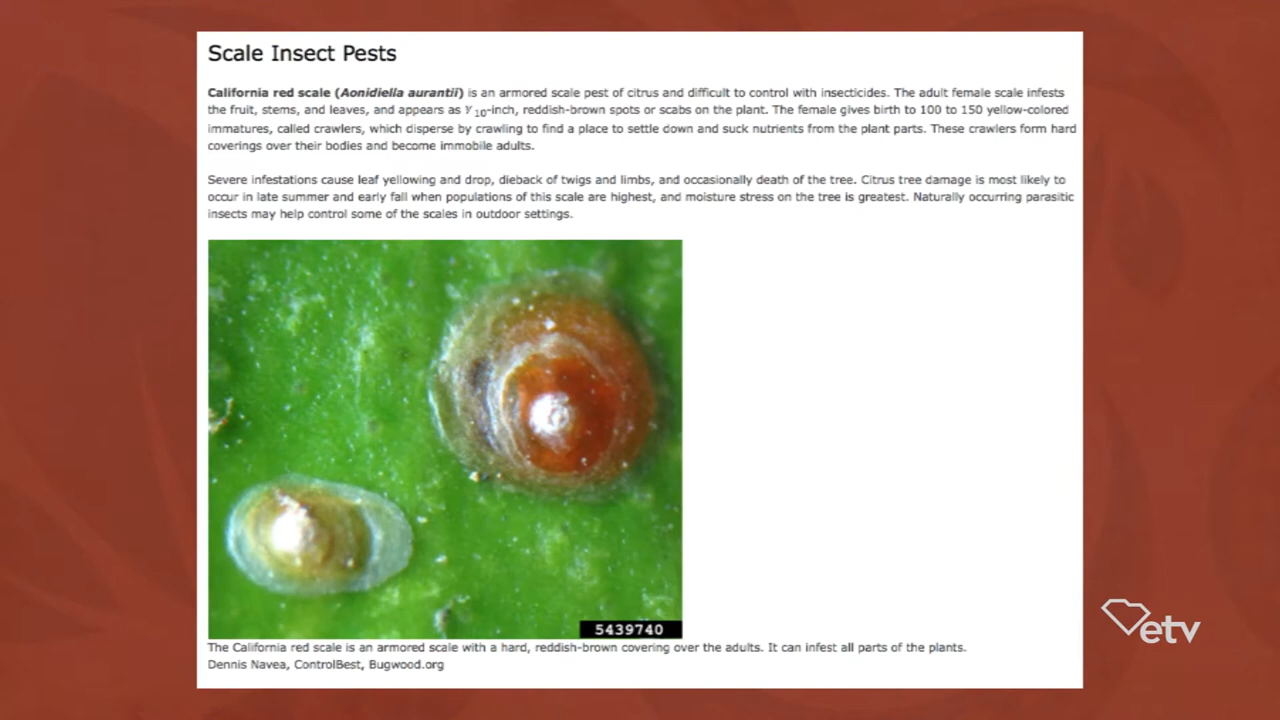 Scale Insect Pests
California red scale (Aonidiella aurantii) is an armored scale pest of citrus and difficult to control with insecticides. The adult female scale infests
the fruit, stems, and leaves, and appears as 1/10-inch, reddish-brown spots or scabs on the plant. The female gives birth to 100 to 150 yellow-colored
immatures, called crawlers, which disperse by crawling to find a place to settle down and suck nutrients from the plant parts. These crawlers form hard
coverings over their bodies and become immobile adults.
Severe infestations cause leaf yellowing and drop, dieback of twigs and limbs, and occasionally death of the tree. Citrus tree damage is most likely to
occur in late summer and early fall when populations of this scale are highest, and moisture stress on the tree is greatest. Naturally occurring parasitic
insects may help control some of the scales in outdoor settings.
5439740
The California red scale is an armored scale with a hard, reddish-brown covering over the adults. It can infest all parts of the plants.
Dennis Navea, ControlBest, Bugwood.org
etv